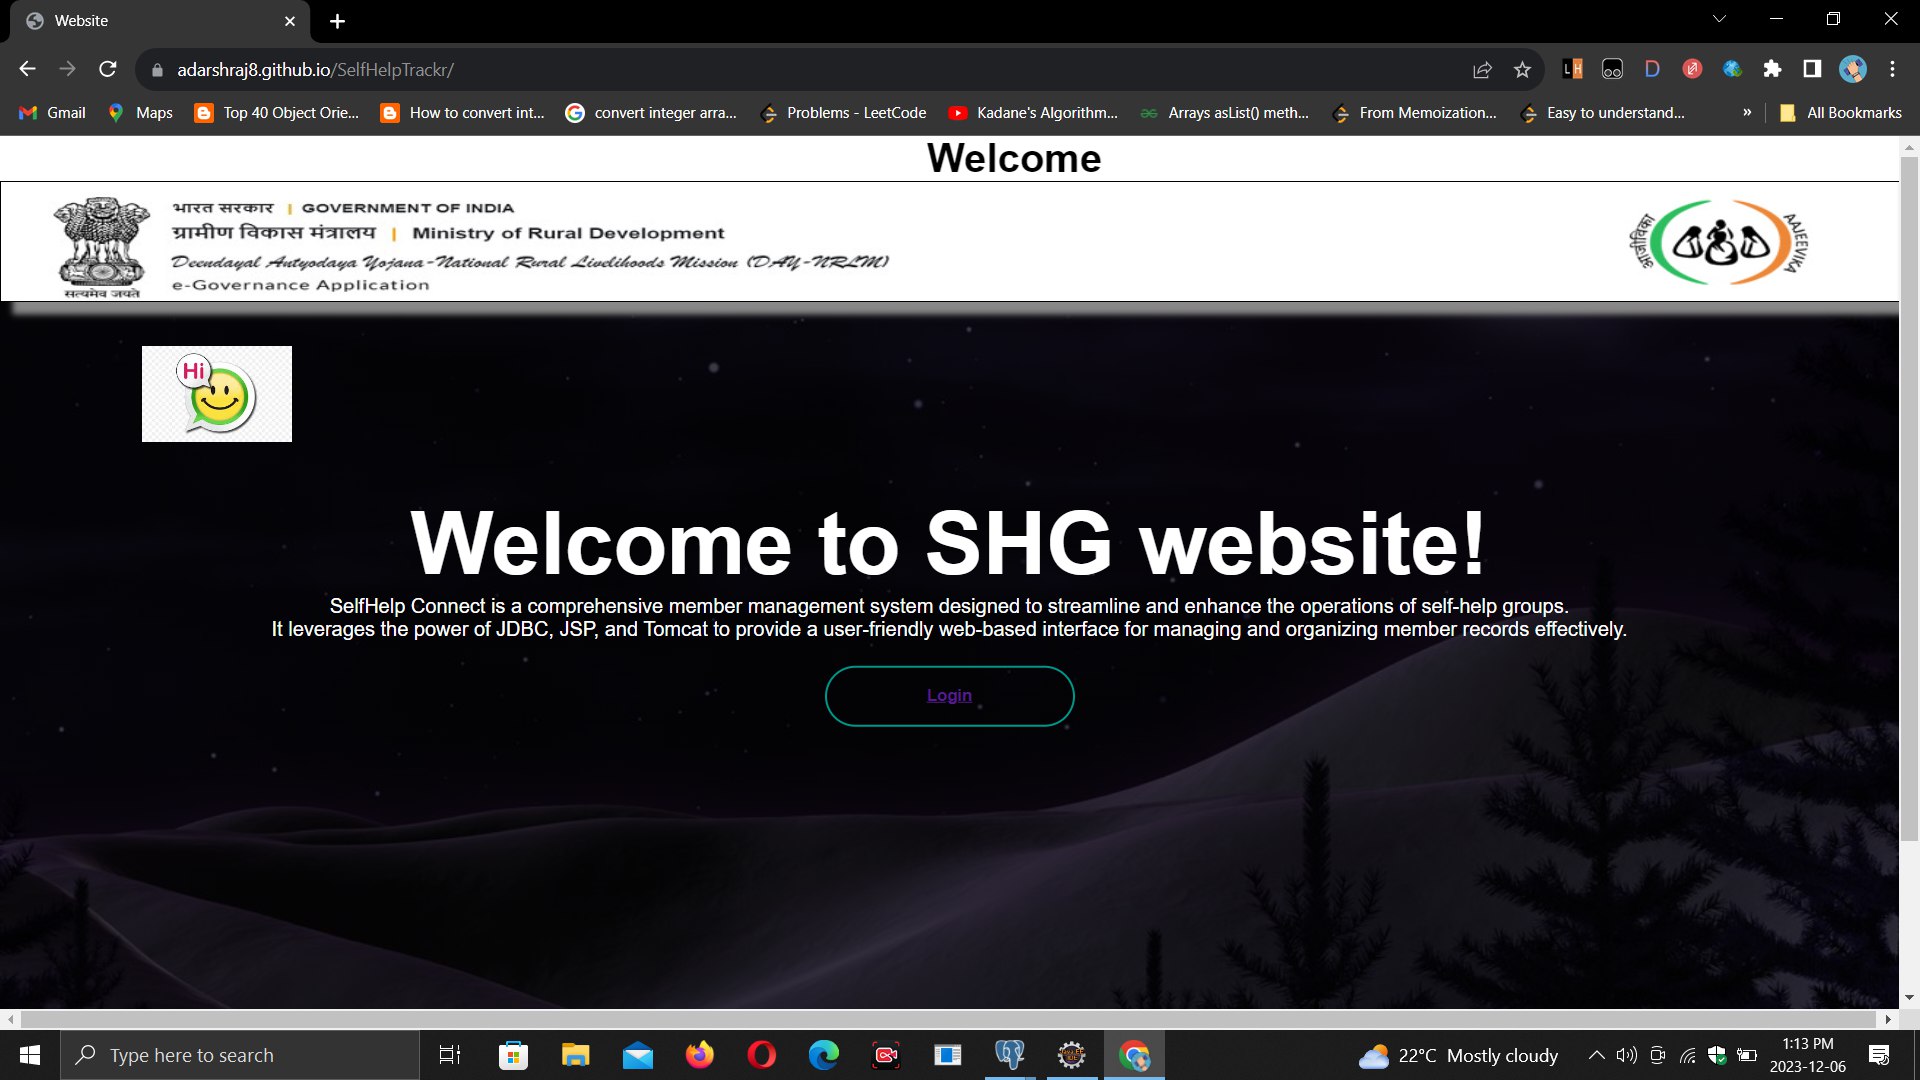 Website
adarshraj8.github.io/SelfHelpTrackr/
Gmail
Maps
Top 40 Object Orie...
How to convert int...
convert integer arra...
Problems - LeetCode
Kadane's Algorithm...
Arrays asList() meth...
From Memoization...
Easy to understand...
All Bookmarks
Welcome
भारत सरकार | GOVERNMENT OF INDIA
ग्रामीण विकास मंत्रालय | Ministry of Rural Development
Deendayal Antyodaya Yojana-National Rural Livelihoods Mission (DAY-NRLM)
e-Governance Application
सत्यमेव जयते
आजीविका
AAJEEVIKA
Hi
Welcome to SHG website!
SelfHelp Connect is a comprehensive member management system designed to streamline and enhance the operations of self-help groups.
It leverages the power of JDBC, JSP, and Tomcat to provide a user-friendly web-based interface for managing and organizing member records effectively.
Login
Type here to search
22°C Mostly cloudy
1:13 PM
2023-12-06